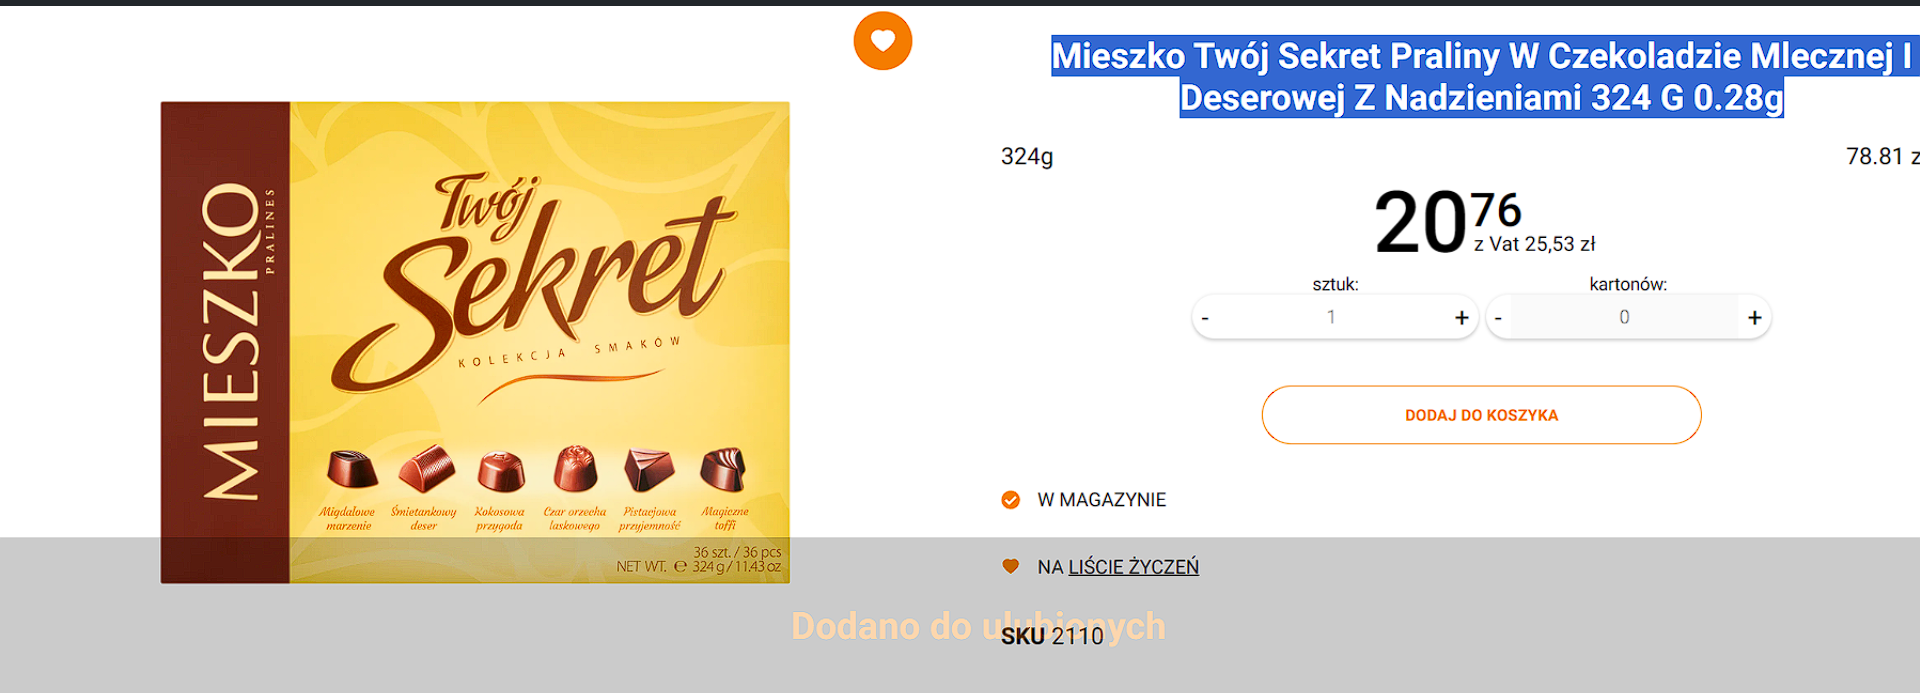 Mieszko Twój Sekret Praliny W Czekoladzie Mlecznej I
Deserowej Z Nadzieniami 324 G 0.28g
324g
78.81 z
20 76
z Vat 25,53 zł
sztuk:
kartonów:
- 1 +
- 0 +
DODAJ DO KOSZYKA
W MAGAZYNIE
NA LIŚCIE ŻYCZEŃ
SKU 2110
Dodano do ulubionych
MIESZKO
PRALINES
Twój
Sekret
KOLEKCJA SMAKÓW
Migdałowe marzenie
Śmietankowy deser
Kokosowa przygoda
Czar orzecha laskowego
Pistacjowa przyjemność
Magiczne toffi
36 szt. / 36 pcs
NET WT. ℮ 324 g / 11.43 oz